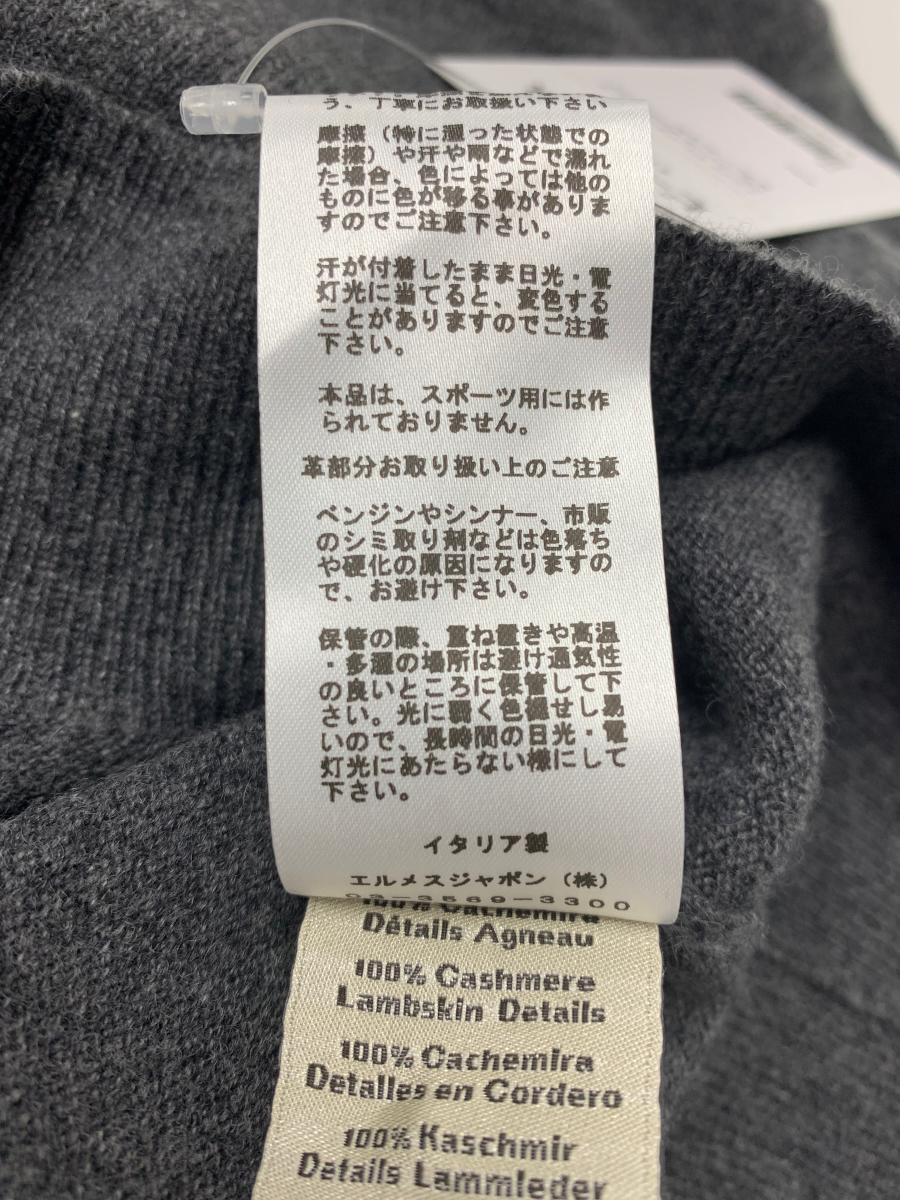 う、丁寧にお取扱い下さい
摩擦（特に湿った状態での
摩擦）や汗や雨などで濡れ
た場合、色によっては他の
ものに色が移る事がありま
すのでご注意下さい。
汗が付着したまま日光・電
灯光に当てると、変色する
ことがありますのでご注意
下さい。
本品は、スポーツ用には作
られておりません。
革部分お取り扱い上のご注意
ベンジンやシンナー、市販
のシミ取り剤などは色落ち
や硬化の原因になりますの
で、お避け下さい。
保管の際、重ね置きや高温
・多湿の場所は避け通気性
の良いところに保管して下
さい。光に弱く色褪せし易
いので、長時間の日光・電
灯光にあたらない様にして
下さい。
イタリア製
エルメスジャポン（株）
03-3569-3300
100% Cachemire
Détails Agneau
100% Cashmere
Lambskin Details
100% Cachemira
Detalles en Cordero
100% Kaschmir
Details Lammleder